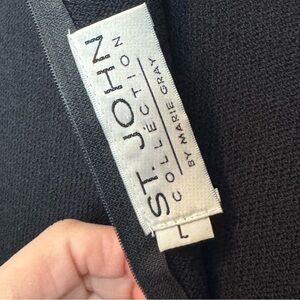 ST. JOHN
COLLECTION
BY MARIE GRAY
L